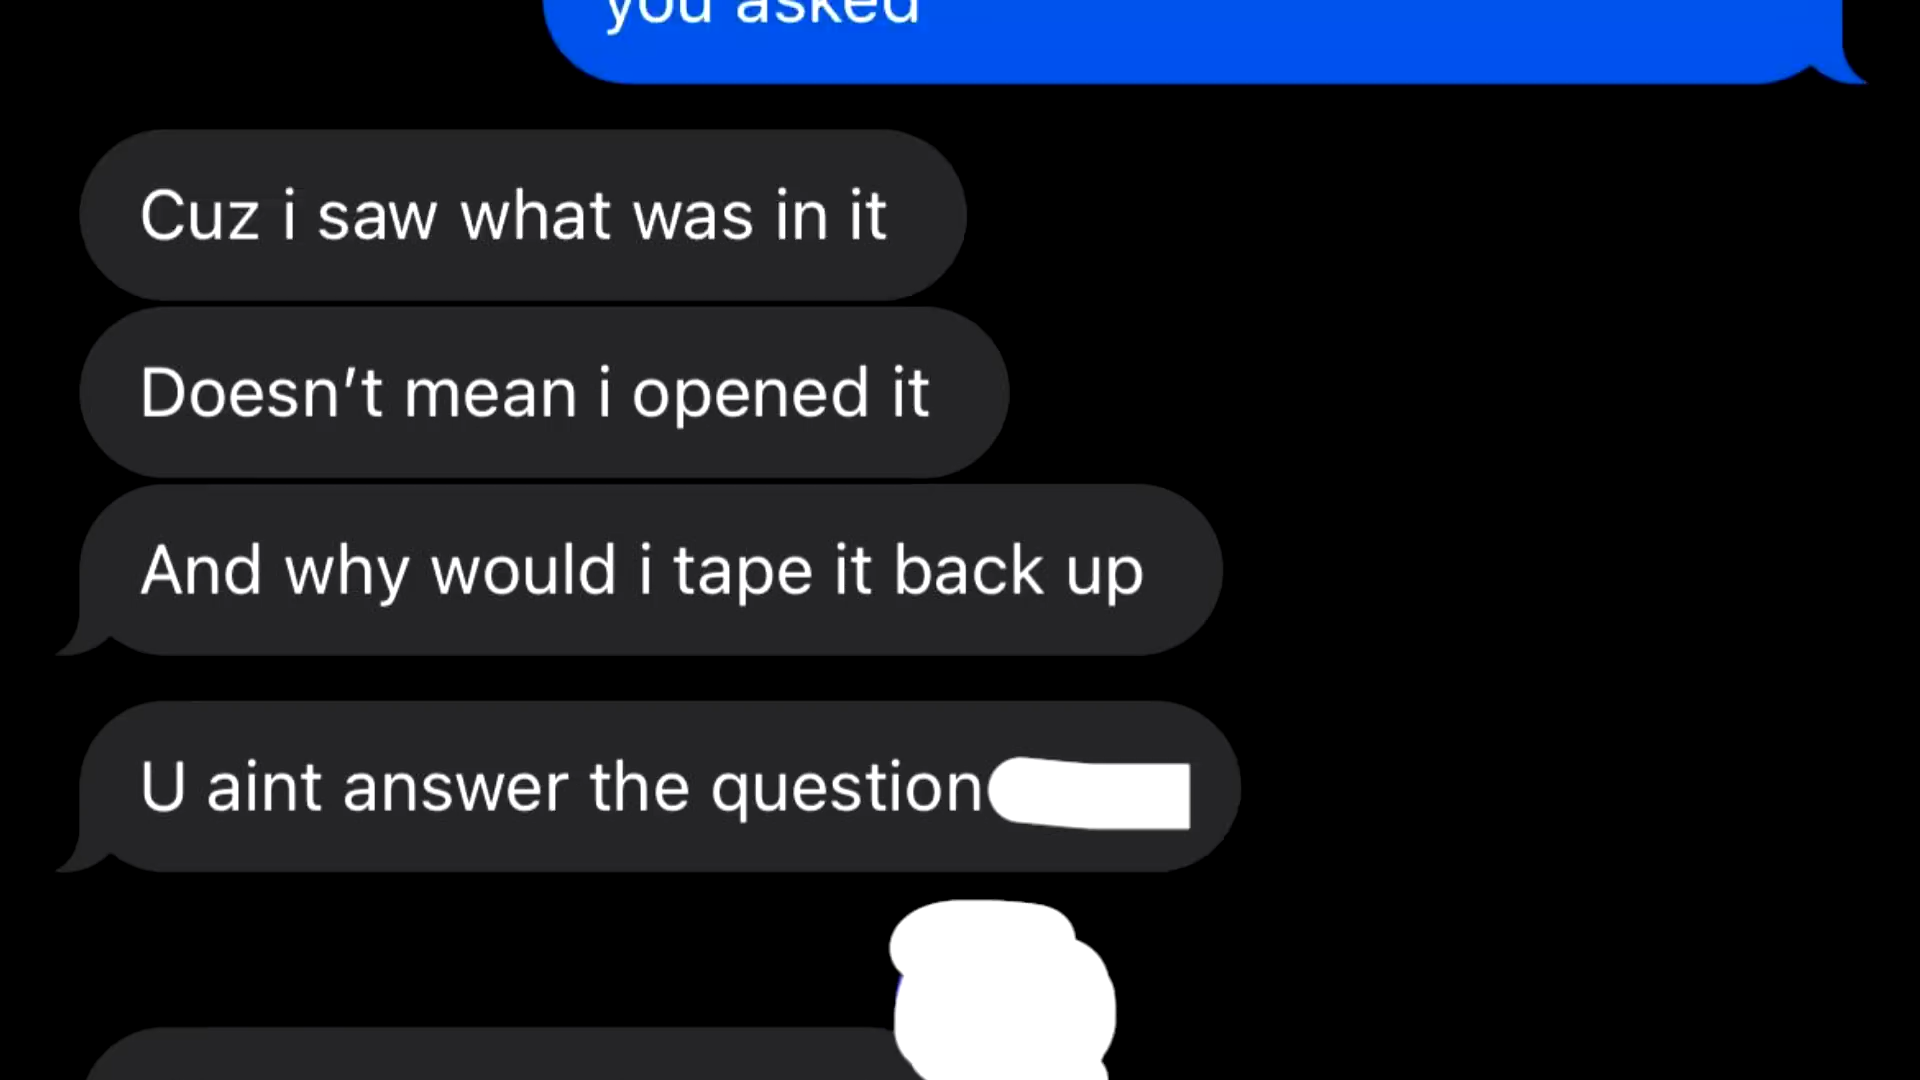 you asked
Cuz i saw what was in it
Doesn’t mean i opened it
And why would i tape it back up
U aint answer the question